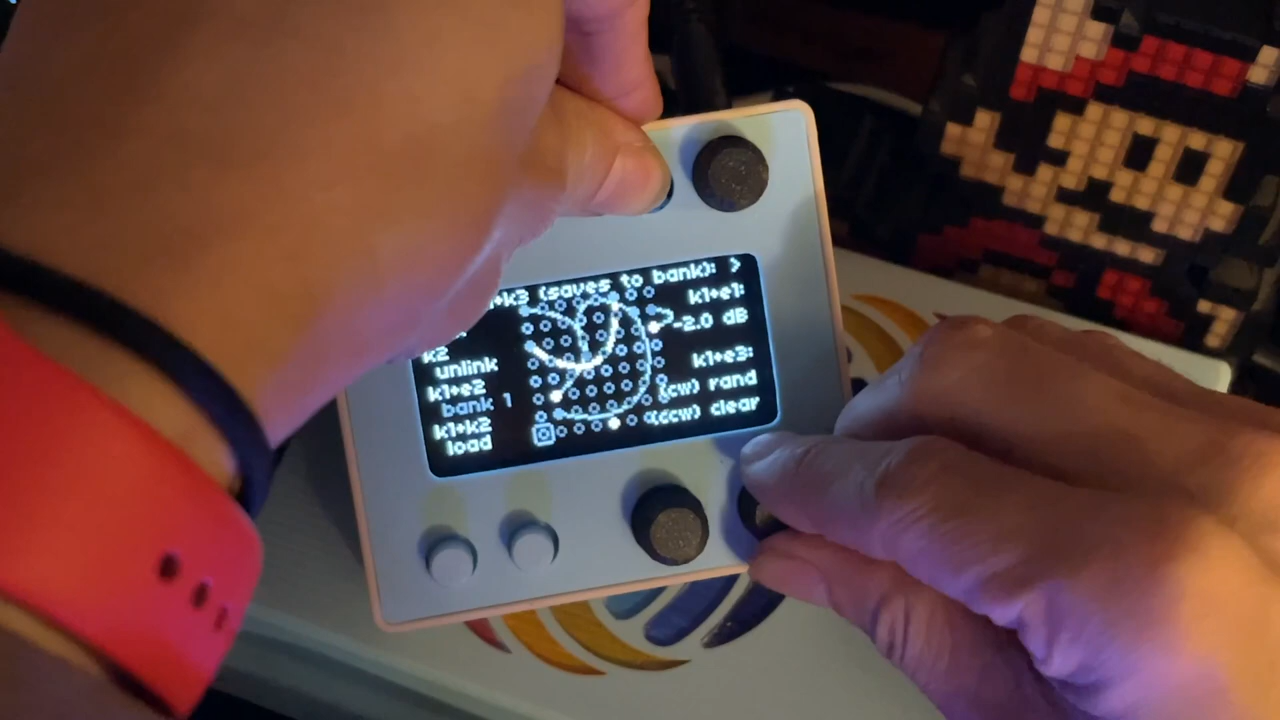 +k3 (saves to bank): >
k1+e1:
-2.0 dB
k2
unlink
k1+e2
bank 1
k1+k2
load
k1+e3:
(cw) rand
(ccw) clear